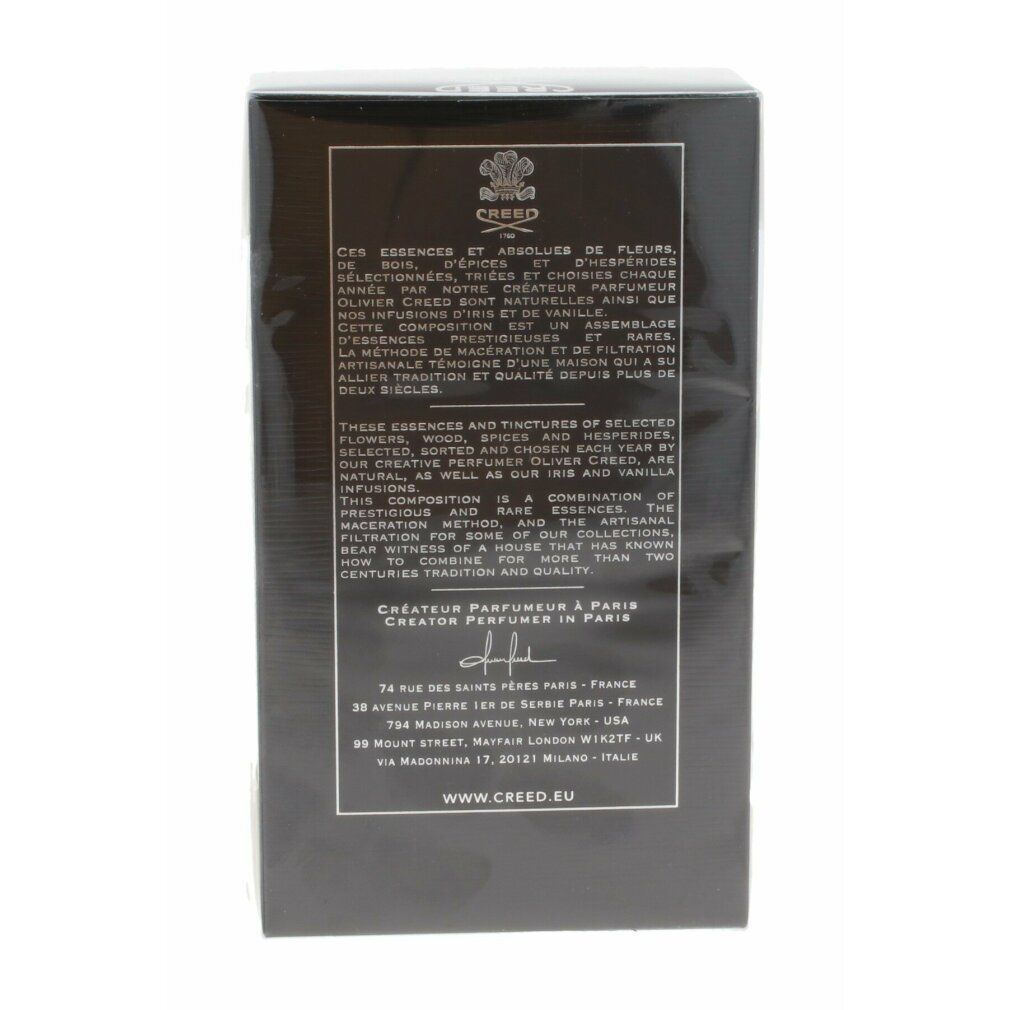 CREED
CREED
1760
CES ESSENCES ET ABSOLUES DE FLEURS,
DE BOIS, D'ÉPICES ET D'HESPÉRIDES
SÉLECTIONNÉES, TRIÉES ET CHOISIES CHAQUE
ANNÉE PAR NOTRE CRÉATEUR PARFUMEUR
OLIVIER CREED SONT NATURELLES AINSI QUE
NOS INFUSIONS D'IRIS ET DE VANILLE.
CETTE COMPOSITION EST UN ASSEMBLAGE
D'ESSENCES PRESTIGIEUSES ET RARES.
LA MÉTHODE DE MACÉRATION ET DE FILTRATION
ARTISANALE TÉMOIGNE D'UNE MAISON QUI A SU
ALLIER TRADITION ET QUALITÉ DEPUIS PLUS DE
DEUX SIÈCLES.
THESE ESSENCES AND TINCTURES OF SELECTED
FLOWERS, WOOD, SPICES AND HESPERIDES,
SELECTED, SORTED AND CHOSEN EACH YEAR BY
OUR CREATIVE PERFUMER OLIVER CREED, ARE
NATURAL, AS WELL AS OUR IRIS AND VANILLA
INFUSIONS.
THIS COMPOSITION IS A COMBINATION OF
PRESTIGIOUS AND RARE ESSENCES. THE
MACERATION METHOD, AND THE ARTISANAL
FILTRATION FOR SOME OF OUR COLLECTIONS,
BEAR WITNESS OF A HOUSE THAT HAS KNOWN
HOW TO COMBINE FOR MORE THAN TWO
CENTURIES TRADITION AND QUALITY.
CRÉATEUR PARFUMEUR À PARIS
CREATOR PERFUMER IN PARIS
74 RUE DES SAINTS PÈRES PARIS - FRANCE
38 AVENUE PIERRE 1ER DE SERBIE PARIS - FRANCE
794 MADISON AVENUE, NEW YORK - USA
99 MOUNT STREET, MAYFAIR LONDON W1K2TF - UK
VIA MADONNINA 17, 20121 MILANO - ITALIE
WWW.CREED.EU